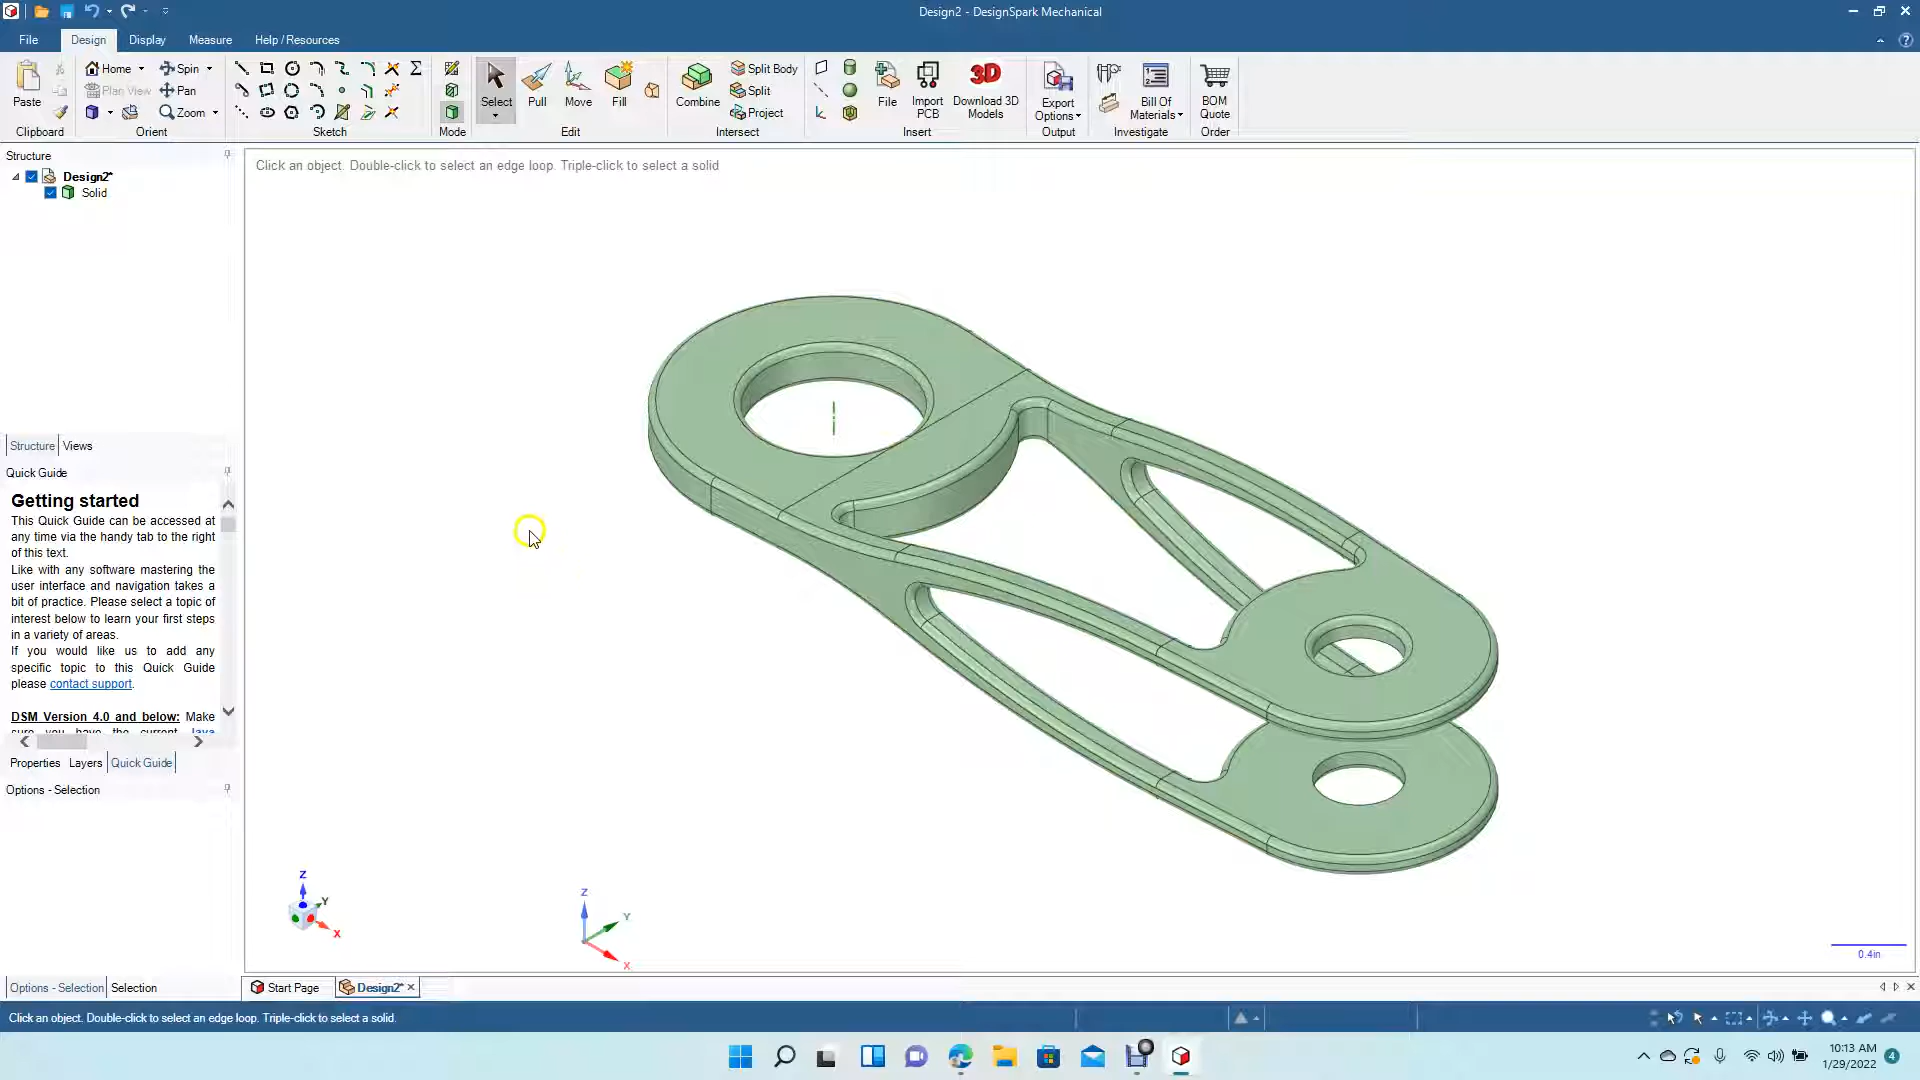 Design2 - DesignSpark Mechanical
File Design Display Measure Help / Resources
Paste
Home
Plan View
Spin
Pan
Zoom
Select
Pull
Move
Fill
Combine
Split Body
Split
Project
File
Import PCB
Download 3D Models
3D
Export Options
Bill Of Materials
BOM Quote
Clipboard Orient Sketch Mode Edit Intersect Insert Output Investigate Order
Structure
Design2*
Solid
Click an object. Double-click to select an edge loop. Triple-click to select a solid
Structure Views
Quick Guide
Getting started
This Quick Guide can be accessed at
any time via the handy tab to the right
of this text.
Like with any software mastering the
user interface and navigation takes a
bit of practice. Please select a topic of
interest below to learn your first steps
in a variety of areas.
If you would like us to add any
specific topic to this Quick Guide
please contact support.
DSM Version 4.0 and below: Make
sure you have the current Java
Properties Layers Quick Guide
Options - Selection
Z
Y
X
Z
Y
X
0.4in
Options - Selection Selection
Start Page
Design2*
Click an object. Double-click to select an edge loop. Triple-click to select a solid.
10:13 AM
1/29/2022
4